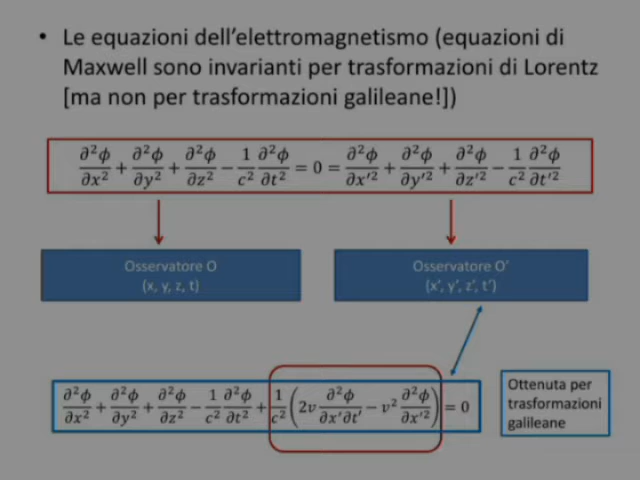 • Le equazioni dell'elettromagnetismo (equazioni di
Maxwell sono invarianti per trasformazioni di Lorentz
[ma non per trasformazioni galileane!])
∂²ϕ/∂x² + ∂²ϕ/∂y² + ∂²ϕ/∂z² − 1/c² ∂²ϕ/∂t² = 0 = ∂²ϕ/∂x′² + ∂²ϕ/∂y′² + ∂²ϕ/∂z′² − 1/c² ∂²ϕ/∂t′²
Osservatore O
(x, y, z, t)
Osservatore O'
(x', y', z', t')
∂²ϕ/∂x² + ∂²ϕ/∂y² + ∂²ϕ/∂z² − 1/c² ∂²ϕ/∂t² + 1/c² (2v ∂²ϕ/∂x′∂t′ − v² ∂²ϕ/∂x′²) = 0
Ottenuta per
trasformazioni
galileane